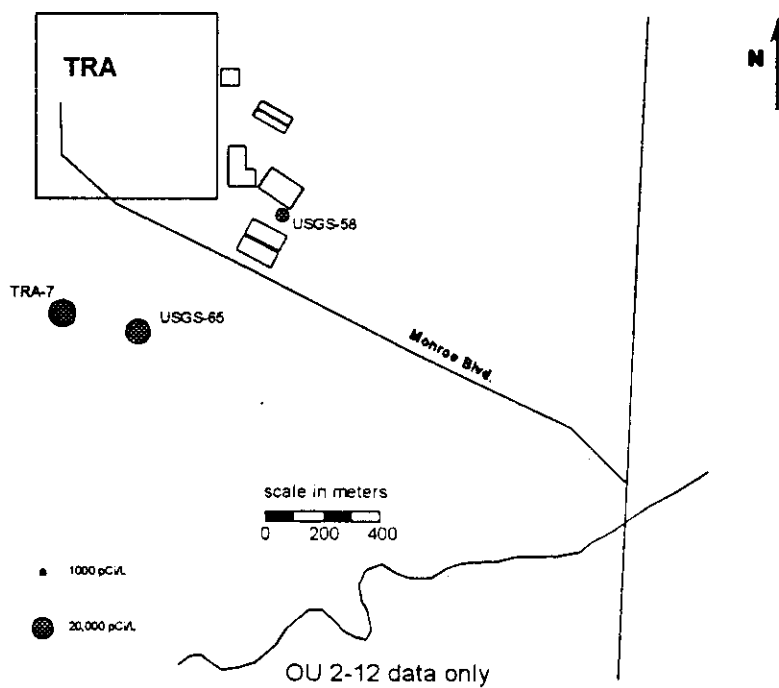 TRA
N
USGS-58
TRA-7
USGS-65
Monroe Blvd.
scale in meters
0 200 400
1000 pCi/L
20,000 pCi/L
OU 2-12 data only